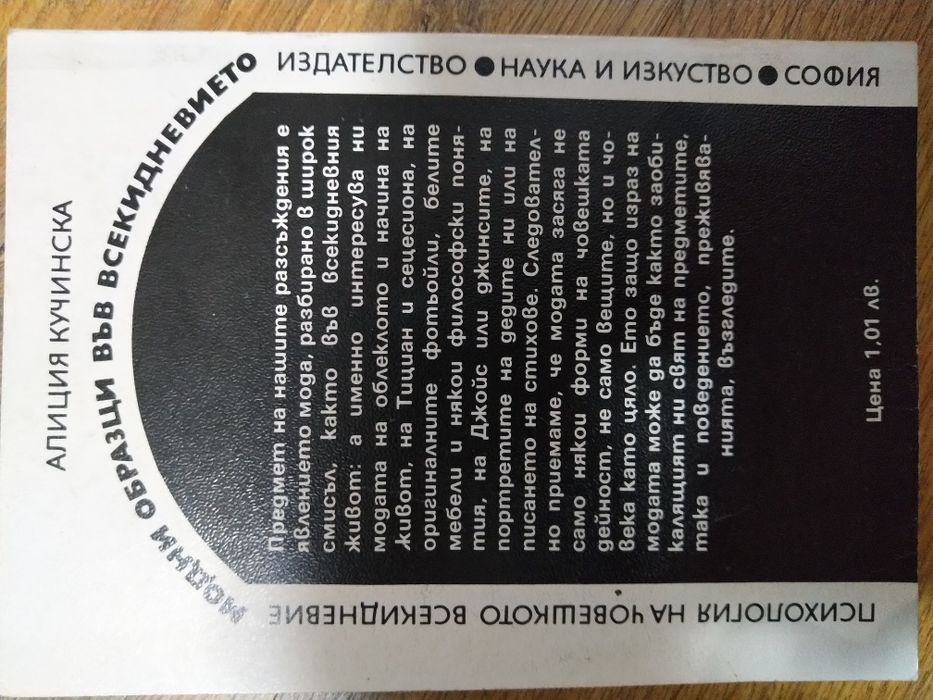 АЛИЦИЯ КУЧИНСКА
МОДНИ ОБРАЗЦИ ВЪВ ВСЕКИДНЕВИЕТО
ПСИХОЛОГИЯ НА ЧОВЕШКОТО ВСЕКИДНЕВИЕ
Предмет на нашите разсъждения е
явлението мода, разбирано в широк
смисъл, както във всекидневния
живот: а именно интересува ни
модата на облеклото и начина на
живот, на Тициан и сецесиона, на
оригиналните фотьойли, белите
мебели и някои философски поня-
тия, на Джойс или джинсите, на
портретите на дедите ни или на
писането на стихове. Следовател-
но приемаме, че модата засяга не
само някои форми на човешката
дейност, не само вещите, но и чо-
века като цяло. Ето защо израз на
модата може да бъде както заоби-
калящият ни свят на предметите,
така и поведението, преживява-
нията, възгледите.
Цена 1,01 лв.
ИЗДАТЕЛСТВО ● НАУКА И ИЗКУСТВО ● СОФИЯ